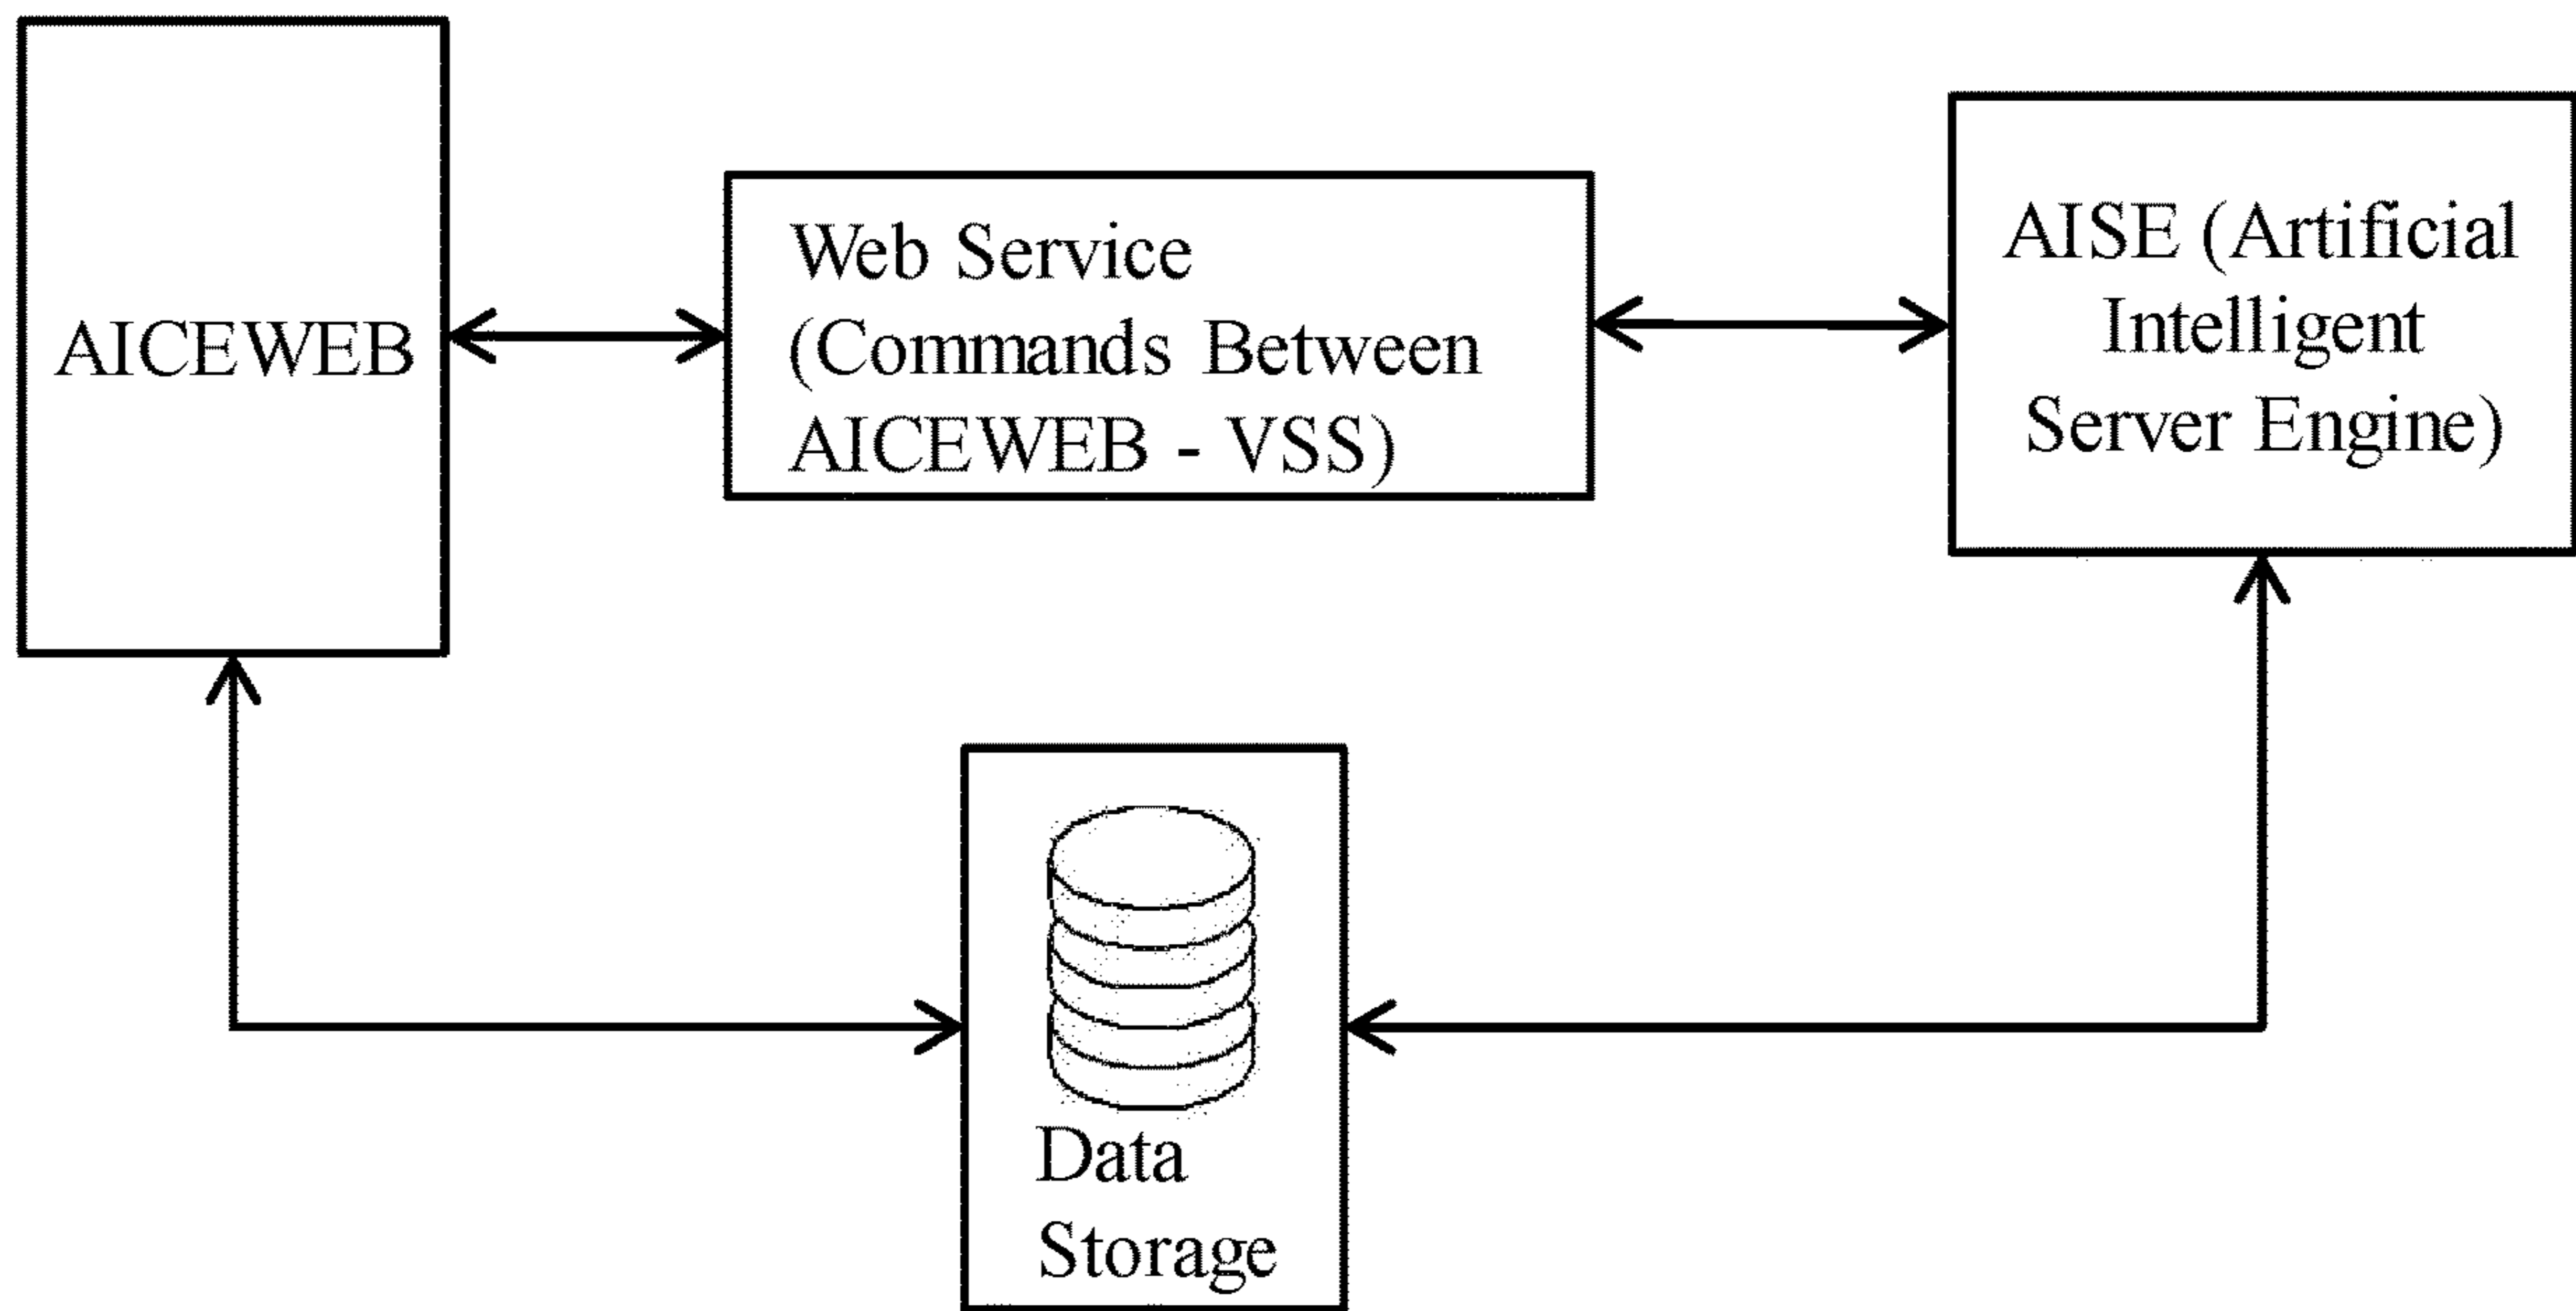 AICEWEB
Web Service
(Commands Between
AICEWEB - VSS)
AISE (Artificial
Intelligent
Server Engine)
Data
Storage